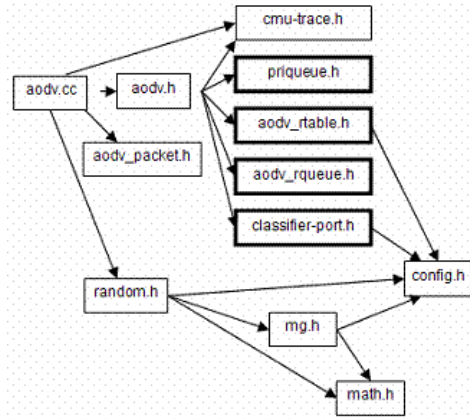 cmu-trace.h
priqueue.h
aodv.cc
aodv.h
aodv_rtable.h
aodv_packet.h
aodv_rqueue.h
classifier-port.h
config.h
random.h
rng.h
math.h